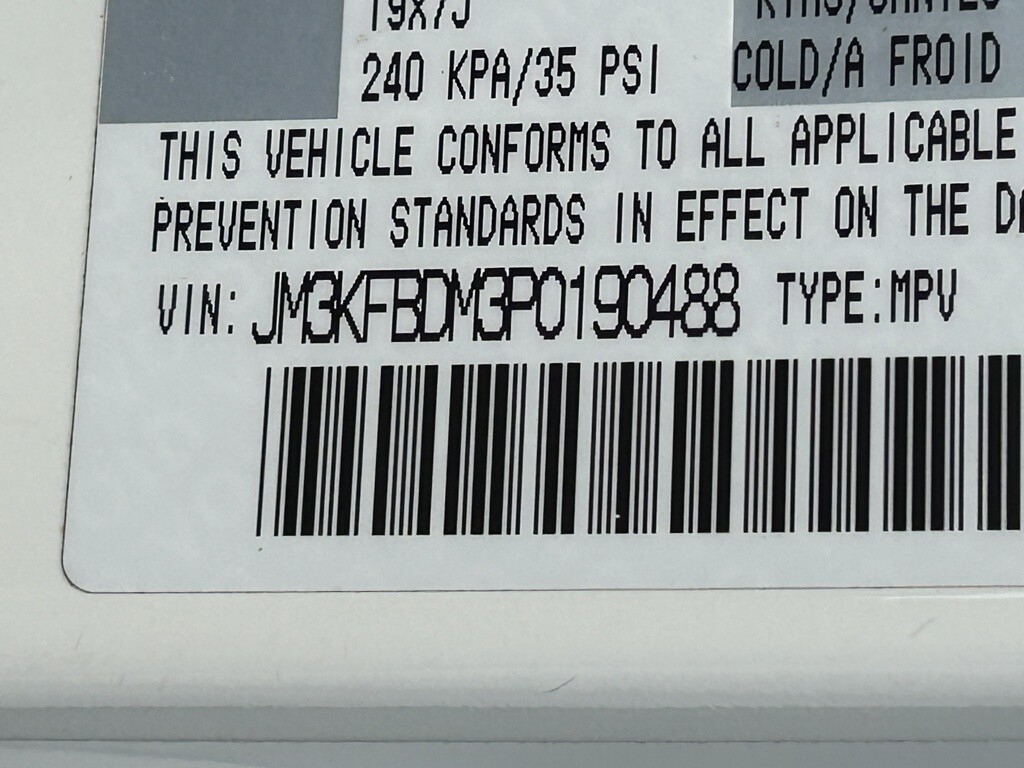 19x7J
240 KPA/35 PSI
COLD/A FROID
THIS VEHICLE CONFORMS TO ALL APPLICABLE
PREVENTION STANDARDS IN EFFECT ON THE
VIN: JM3KFBDM3P0190488 TYPE:MPV